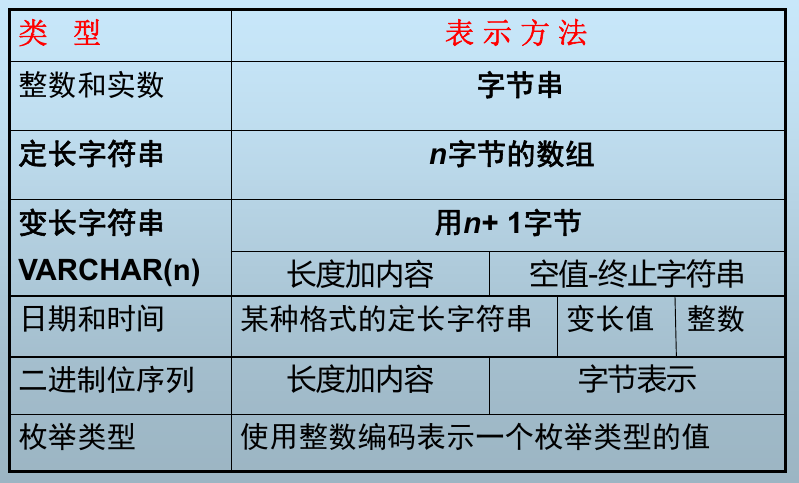 类 型 表 示 方 法
整数和实数 字节串
定长字符串 n字节的数组
变长字符串 用n+ 1字节
VARCHAR(n) 长度加内容 空值-终止字符串
日期和时间 某种格式的定长字符串 变长值 整数
二进制位序列 长度加内容 字节表示
枚举类型 使用整数编码表示一个枚举类型的值